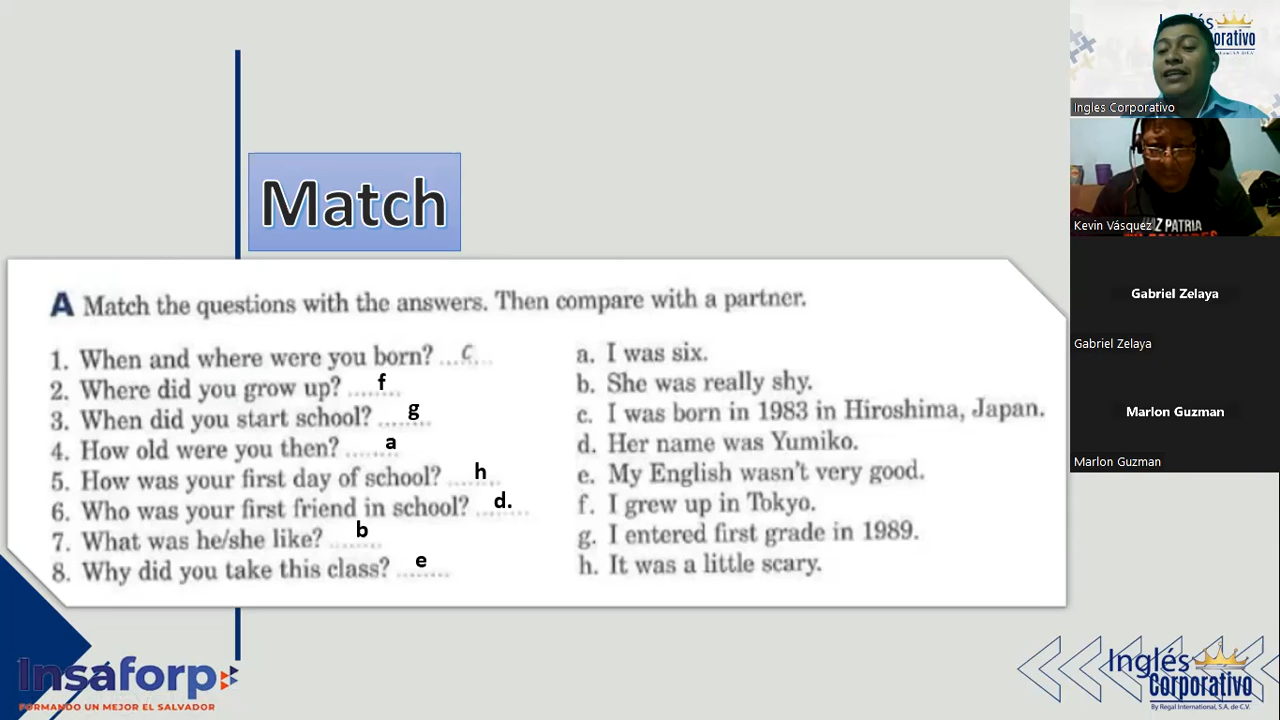 Match
A Match the questions with the answers. Then compare with a partner.
1. When and where were you born? ...c...
2. Where did you grow up? ...f...
3. When did you start school? ...g...
4. How old were you then? ...a...
5. How was your first day of school? ...h...
6. Who was your first friend in school? ...d...
7. What was he/she like? ...b...
8. Why did you take this class? ...e...
a. I was six.
b. She was really shy.
c. I was born in 1983 in Hiroshima, Japan.
d. Her name was Yumiko.
e. My English wasn't very good.
f. I grew up in Tokyo.
g. I entered first grade in 1989.
h. It was a little scary.
Insaforp
FORMANDO UN MEJOR EL SALVADOR
Inglés
Corporativo
By Regal International, S.A. de C.V.
Inglés
orativo
Ingles Corporativo
AZ PATRIA
Kevin Vásquez
Gabriel Zelaya
Gabriel Zelaya
Marlon Guzman
Marlon Guzman